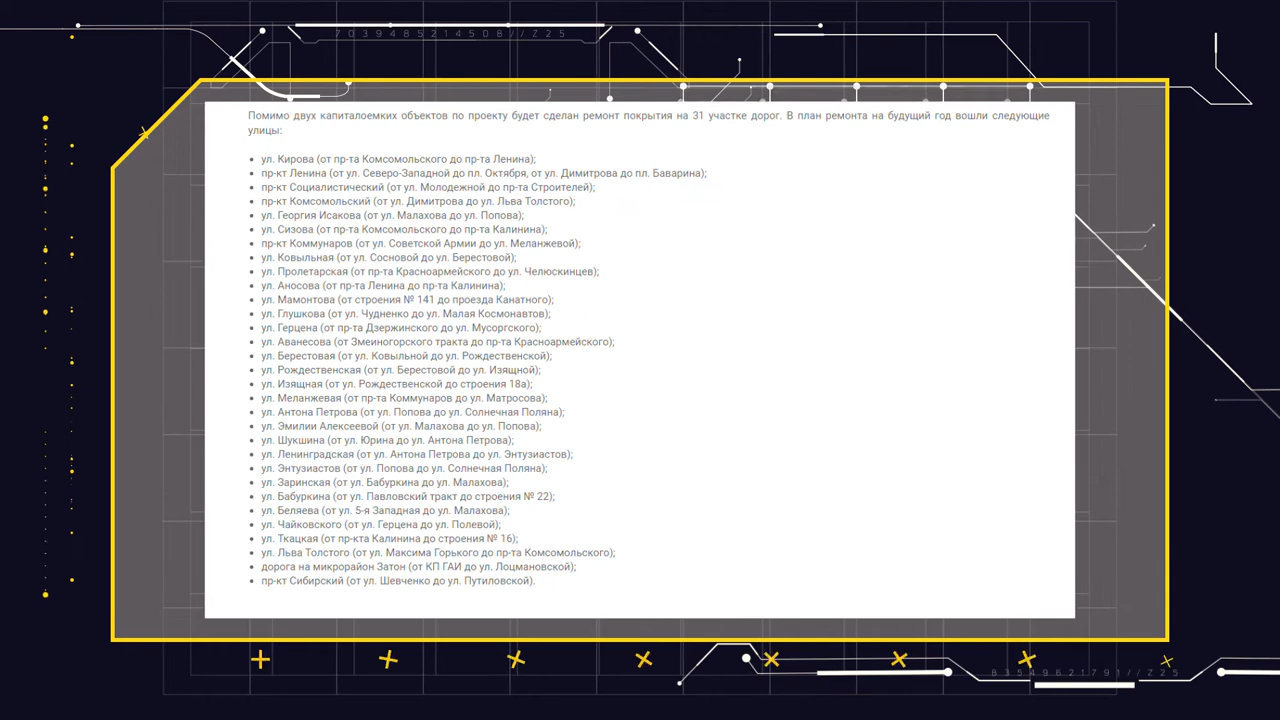 7039485214508//Z25
Помимо двух капиталоемких объектов по проекту будет сделан ремонт покрытия на 31 участке дорог. В план ремонта на будущий год вошли следующие
улицы:
• ул. Кирова (от пр-та Комсомольского до пр-та Ленина);
• пр-кт Ленина (от ул. Северо-Западной до пл. Октября, от ул. Димитрова до пл. Баварина);
• пр-кт Социалистический (от ул. Молодежной до пр-та Строителей);
• пр-кт Комсомольский (от ул. Димитрова до ул. Льва Толстого);
• ул. Георгия Исакова (от ул. Малахова до ул. Попова);
• ул. Сизова (от пр-та Комсомольского до пр-та Калинина);
• пр-кт Коммунаров (от ул. Советской Армии до ул. Меланжевой);
• ул. Ковыльная (от ул. Сосновой до ул. Берестовой);
• ул. Пролетарская (от пр-та Красноармейского до ул. Челюскинцев);
• ул. Аносова (от пр-та Ленина до пр-та Калинина);
• ул. Мамонтова (от строения № 141 до проезда Канатного);
• ул. Глушкова (от ул. Чудненко до ул. Малая Космонавтов);
• ул. Герцена (от пр-та Дзержинского до ул. Мусоргского);
• ул. Аванесова (от Змеиногорского тракта до пр-та Красноармейского);
• ул. Берестовая (от ул. Ковыльной до ул. Рождественской);
• ул. Рождественская (от ул. Берестовой до ул. Изящной);
• ул. Изящная (от ул. Рождественской до строения 18а);
• ул. Меланжевая (от пр-та Коммунаров до ул. Матросова);
• ул. Антона Петрова (от ул. Попова до ул. Солнечная Поляна);
• ул. Эмилии Алексеевой (от ул. Малахова до ул. Попова);
• ул. Шукшина (от ул. Юрина до ул. Антона Петрова);
• ул. Ленинградская (от ул. Антона Петрова до ул. Энтузиастов);
• ул. Энтузиастов (от ул. Попова до ул. Солнечная Поляна);
• ул. Заринская (от ул. Бабуркина до ул. Малахова);
• ул. Бабуркина (от ул. Павловский тракт до строения № 22);
• ул. Беляева (от ул. 5-я Западная до ул. Малахова);
• ул. Чайковского (от ул. Герцена до ул. Полевой);
• ул. Ткацкая (от пр-кта Калинина до строения № 16);
• ул. Льва Толстого (от ул. Максима Горького до пр-та Комсомольского);
• дорога на микрорайон Затон (от КП ГАИ до ул. Лоцмановской);
• пр-кт Сибирский (от ул. Шевченко до ул. Путиловской).
83549621791//Z25